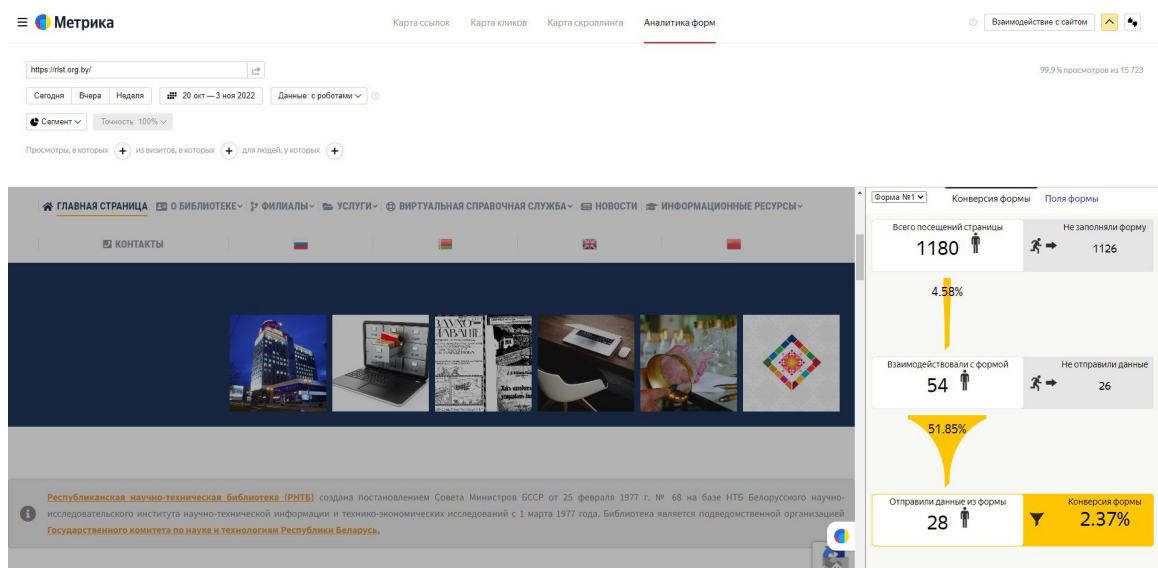 Метрика
Карта ссылок Карта кликов Карта скроллинга Аналитика форм
Взаимодействие с сайтом
https://rlst.org.by/
99,9 % просмотров из 15 723
Сегодня Вчера Неделя 20 окт — 3 ноя 2022 Данные: с роботами
Сегмент Точность: 100%
Просмотры, в которых + из визитов, в которых + для людей, у которых +
ГЛАВНАЯ СТРАНИЦА О БИБЛИОТЕКЕ ФИЛИАЛЫ УСЛУГИ ВИРТУАЛЬНАЯ СПРАВОЧНАЯ СЛУЖБА НОВОСТИ ИНФОРМАЦИОННЫЕ РЕСУРСЫ
КОНТАКТЫ
Республиканская научно-техническая библиотека (РНТБ) создана постановлением Совета Министров БССР от 25 февраля 1977 г. № 68 на базе НТБ Белорусского научно-
исследовательского института научно-технической информации и технико-экономических исследований с 1 марта 1977 года. Библиотека является подведомственной организацией
Государственного комитета по науке и технологиям Республики Беларусь.
Форма №1 Конверсия формы Поля формы
Всего посещений страницы Не заполняли форму
1180 1126
4.58%
Взаимодействовали с формой Не отправили данные
54 26
51.85%
Отправили данные из формы Конверсия формы
28 2.37%